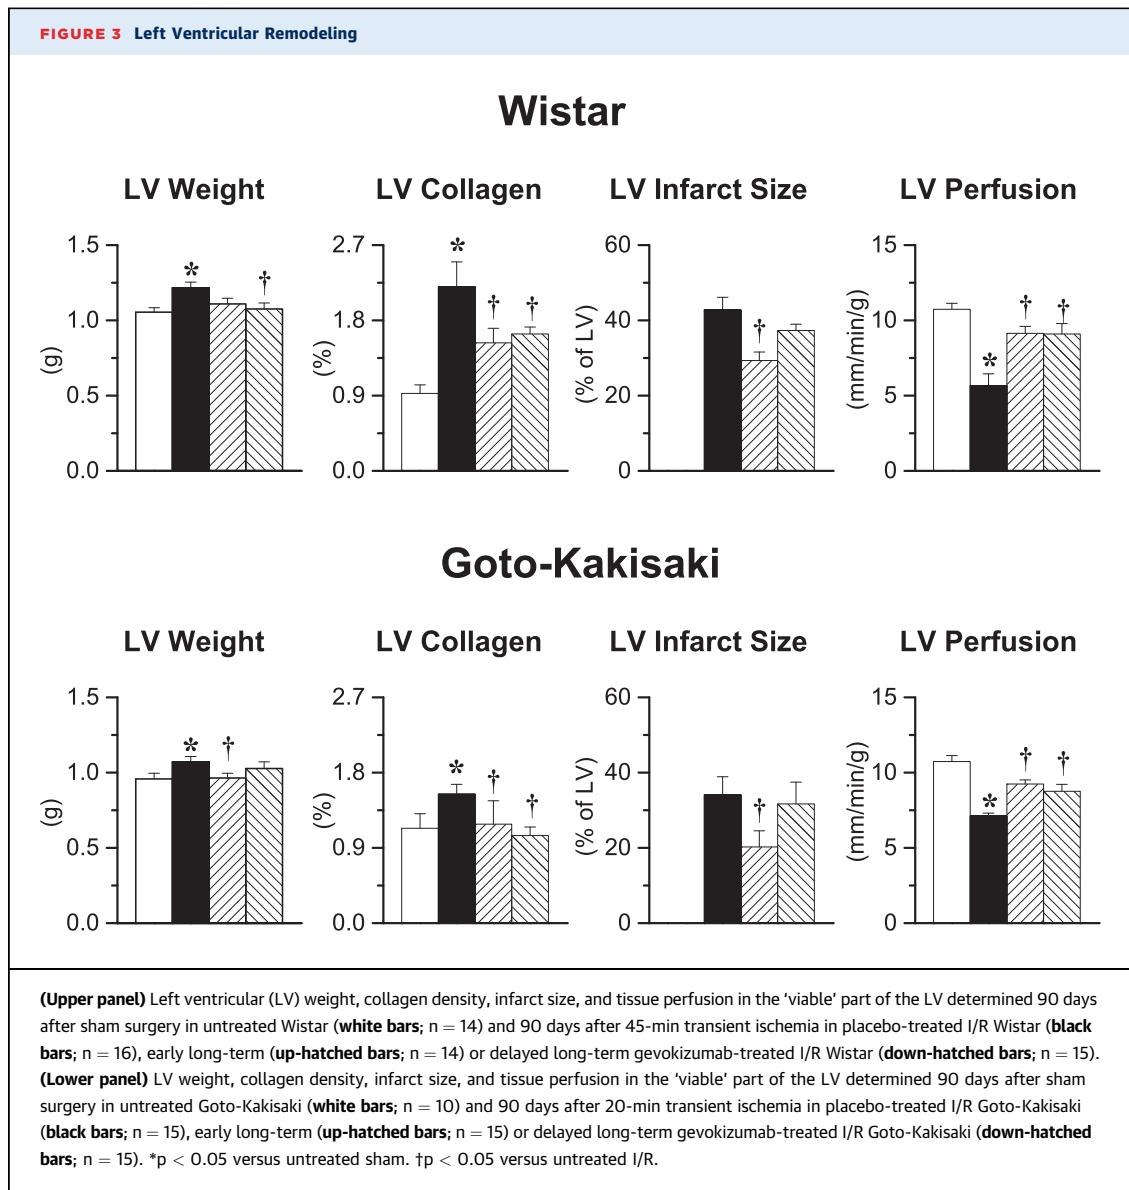 FIGURE 3 Left Ventricular Remodeling
Wistar
LV Weight LV Collagen LV Infarct Size LV Perfusion
(g)
1.5
1.0
0.5
0.0
* †
(%)
2.7
1.8
0.9
0.0
* † †
(% of LV)
60
40
20
0
†
(mm/min/g)
15
10
5
0
* † †
Goto-Kakisaki
LV Weight LV Collagen LV Infarct Size LV Perfusion
(g)
1.5
1.0
0.5
0.0
* †
(%)
2.7
1.8
0.9
0.0
* † †
(% of LV)
60
40
20
0
†
(mm/min/g)
15
10
5
0
* † †
(Upper panel) Left ventricular (LV) weight, collagen density, infarct size, and tissue perfusion in the 'viable' part of the LV determined 90 days
after sham surgery in untreated Wistar (white bars; n = 14) and 90 days after 45-min transient ischemia in placebo-treated I/R Wistar (black
bars; n = 16), early long-term (up-hatched bars; n = 14) or delayed long-term gevokizumab-treated I/R Wistar (down-hatched bars; n = 15).
(Lower panel) LV weight, collagen density, infarct size, and tissue perfusion in the 'viable' part of the LV determined 90 days after sham
surgery in untreated Goto-Kakisaki (white bars; n = 10) and 90 days after 20-min transient ischemia in placebo-treated I/R Goto-Kakisaki
(black bars; n = 15), early long-term (up-hatched bars; n = 15) or delayed long-term gevokizumab-treated I/R Goto-Kakisaki (down-hatched
bars; n = 15). *p < 0.05 versus untreated sham. †p < 0.05 versus untreated I/R.